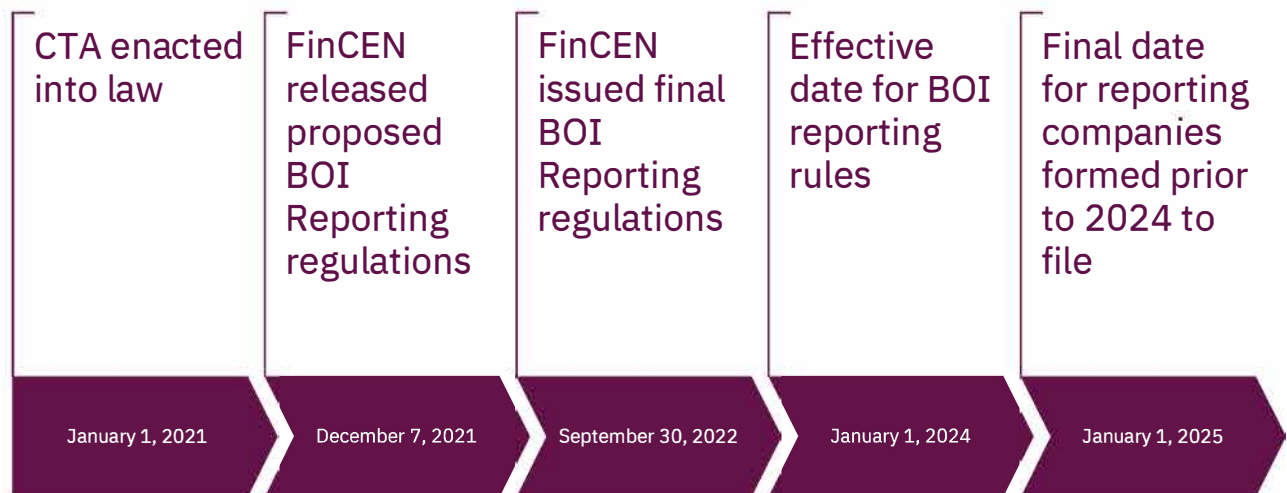 CTA enacted
into law
FinCEN
released
proposed
BOI
Reporting
regulations
FinCEN
issued final
BOI
Reporting
regulations
Effective
date for BOI
reporting
rules
Final date
for reporting
companies
formed prior
to 2024 to
file
January 1, 2021
December 7, 2021
September 30, 2022
January 1, 2024
January 1, 2025